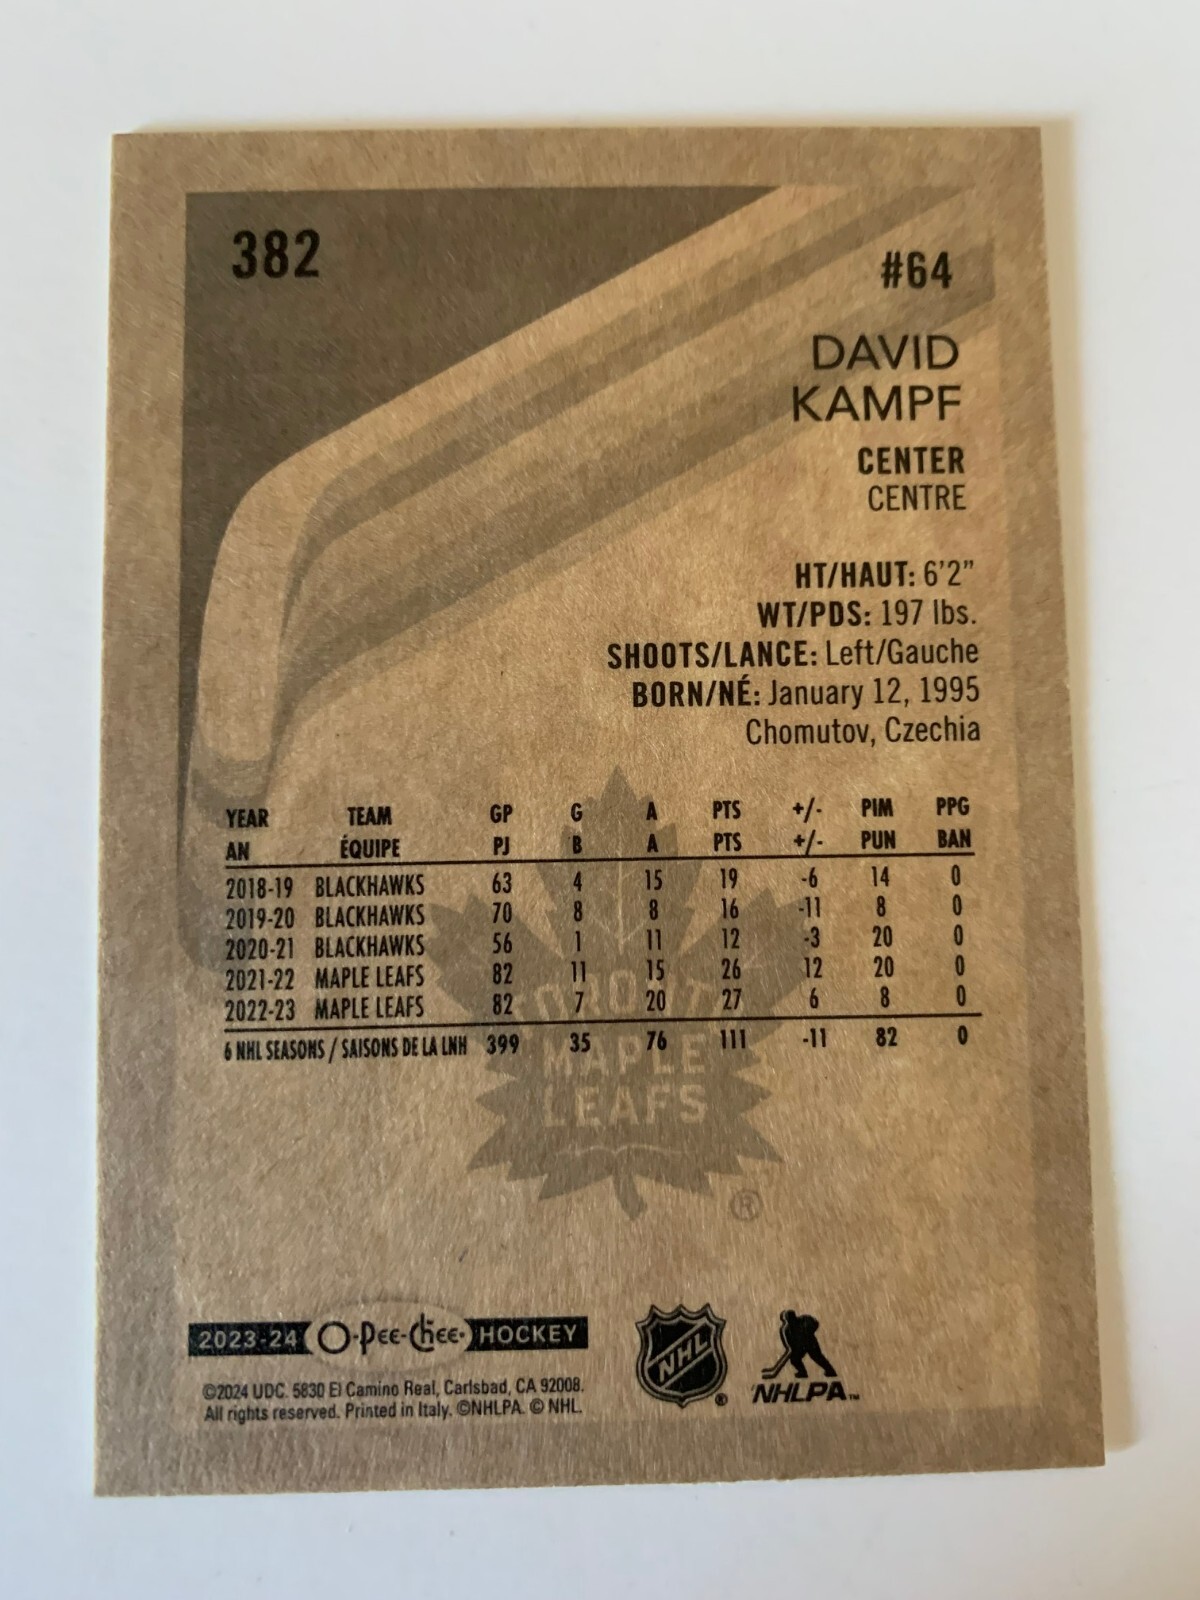 382
#64
DAVID
KAMPF
CENTER
CENTRE
HT/HAUT: 6'2"
WT/PDS: 197 lbs.
SHOOTS/LANCE: Left/Gauche
BORN/NÉ: January 12, 1995
Chomutov, Czechia
YEAR TEAM GP G A PTS +/- PIM PPG
AN ÉQUIPE PJ B A PTS +/- PUN BAN
2018-19 BLACKHAWKS 63 4 15 19 -6 14 0
2019-20 BLACKHAWKS 70 8 8 16 -11 8 0
2020-21 BLACKHAWKS 56 1 11 12 -3 20 0
2021-22 MAPLE LEAFS 82 11 15 26 12 20 0
2022-23 MAPLE LEAFS 82 7 20 27 6 8 0
6 NHL SEASONS / SAISONS DE LA LNH 399 35 76 111 -11 82 0
TORONTO
MAPLE
LEAFS
®
2023-24 O-Pee-Chee HOCKEY
©2024 UDC. 5830 El Camino Real, Carlsbad, CA 92008.
All rights reserved. Printed in Italy. ©NHLPA. © NHL.
NHL ®
NHLPA™